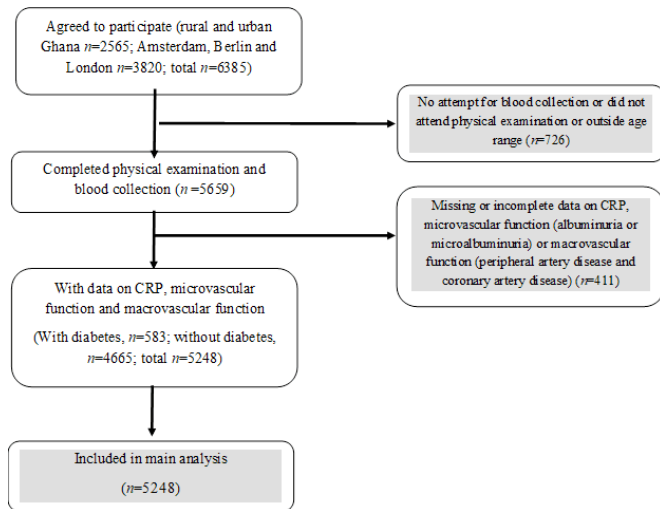 Agreed to participate (rural and urban
Ghana n=2565; Amsterdam, Berlin and
London n=3820; total n=6385)
No attempt for blood collection or did not
attend physical examination or outside age
range (n=726)
Completed physical examination and
blood collection (n =5659)
Missing or incomplete data on CRP,
microvascular function (albuminuria or
microalbuminuria) or macrovascular
function (peripheral artery disease and
coronary artery disease) (n=411)
With data on CRP, microvascular
function and macrovascular function
(With diabetes, n=583; without diabetes,
n=4665; total n=5248)
Included in main analysis
(n=5248)